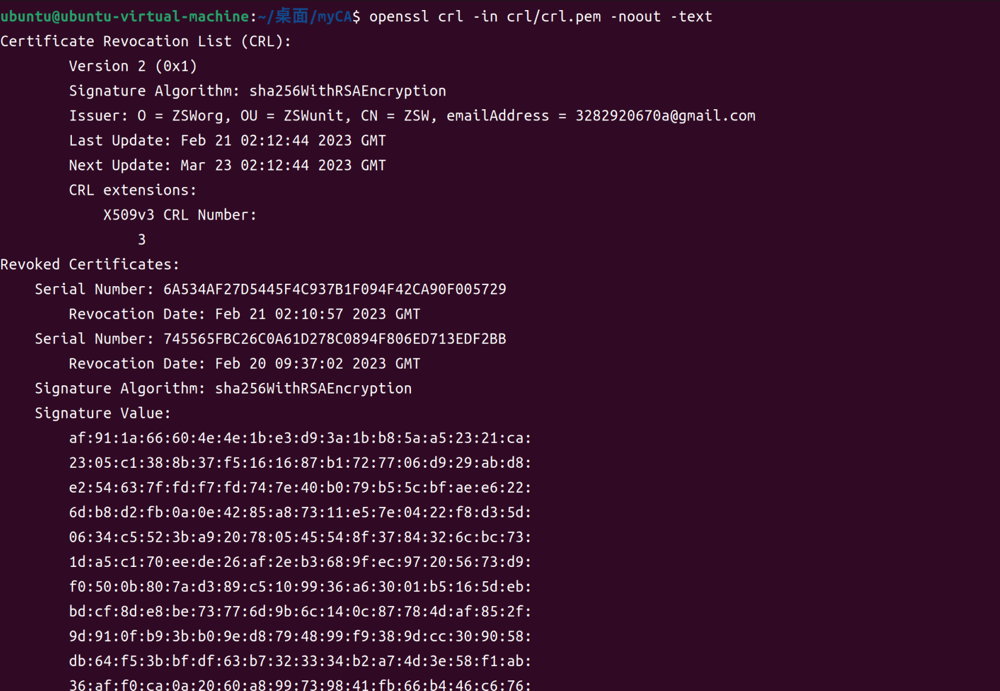 ubuntu@ubuntu-virtual-machine:~/桌面/myCA$ openssl crl -in crl/crl.pem -noout -text
Certificate Revocation List (CRL):
Version 2 (0x1)
Signature Algorithm: sha256WithRSAEncryption
Issuer: O = ZSWorg, OU = ZSWunit, CN = ZSW, emailAddress = 3282920670a@gmail.com
Last Update: Feb 21 02:12:44 2023 GMT
Next Update: Mar 23 02:12:44 2023 GMT
CRL extensions:
X509v3 CRL Number:
3
Revoked Certificates:
Serial Number: 6A534AF27D5445F4C937B1F094F42CA90F005729
Revocation Date: Feb 21 02:10:57 2023 GMT
Serial Number: 745565FBC26C0A61D278C0894F806ED713EDF2BB
Revocation Date: Feb 20 09:37:02 2023 GMT
Signature Algorithm: sha256WithRSAEncryption
Signature Value:
af:91:1a:66:60:4e:4e:1b:e3:d9:3a:1b:b8:5a:a5:23:21:ca:
23:05:c1:38:8b:37:f5:16:16:87:b1:72:77:06:d9:29:ab:d8:
e2:54:63:7f:fd:f7:fd:74:7e:40:b0:79:b5:5c:bf:ae:e6:22:
6d:b8:d2:fb:0a:0e:42:85:a8:73:11:e5:7e:04:22:f8:d3:5d:
06:34:c5:52:3b:a9:20:78:05:45:54:8f:37:84:32:6c:bc:73:
1d:a5:c1:70:ee:de:26:af:2e:b3:68:9f:ec:97:20:56:73:d9:
f0:50:0b:80:7a:d3:89:c5:10:99:36:a6:30:01:b5:16:5d:eb:
bd:cf:8d:e8:be:73:77:6d:9b:6c:14:0c:87:78:4d:af:85:2f:
9d:91:0f:b9:3b:b0:9e:d8:79:48:99:f9:38:9d:cc:30:90:58:
db:64:f5:3b:bf:df:63:b7:32:33:34:b2:a7:4d:3e:58:f1:ab:
36:af:f0:ca:0a:20:60:a8:99:73:98:41:fb:66:b4:46:c6:76: